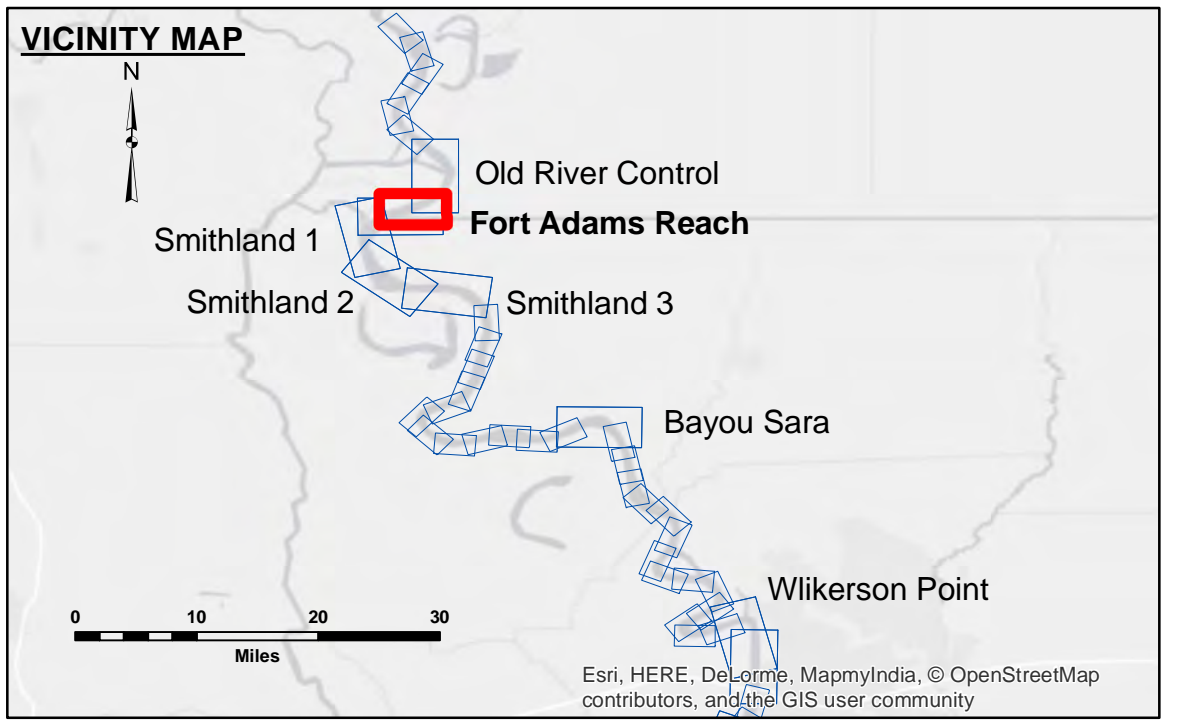 VICINITY MAP
N
Old River Control
Fort Adams Reach
Smithland 1
Smithland 2
Smithland 3
Bayou Sara
Wlikerson Point
0 10 20 30
Miles
Esri, HERE, DeLorme, MapmyIndia, © OpenStreetMap
contributors, and the GIS user community